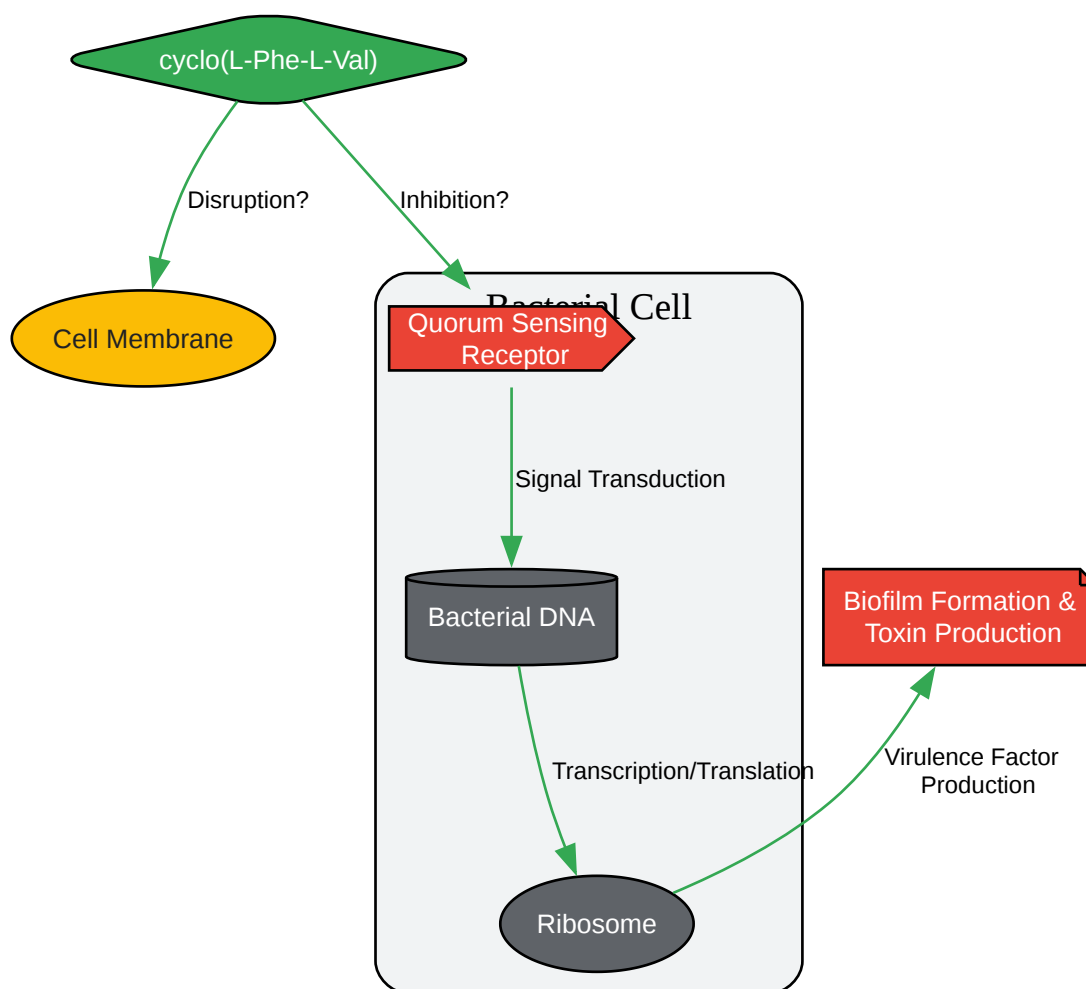 cyclo(L-Phe-L-Val)
Disruption?
Inhibition?
Bacterial Cell
Quorum Sensing
Receptor
Cell Membrane
Signal Transduction
Bacterial DNA
Biofilm Formation &
Toxin Production
Transcription/Translation
Virulence Factor
Production
Ribosome